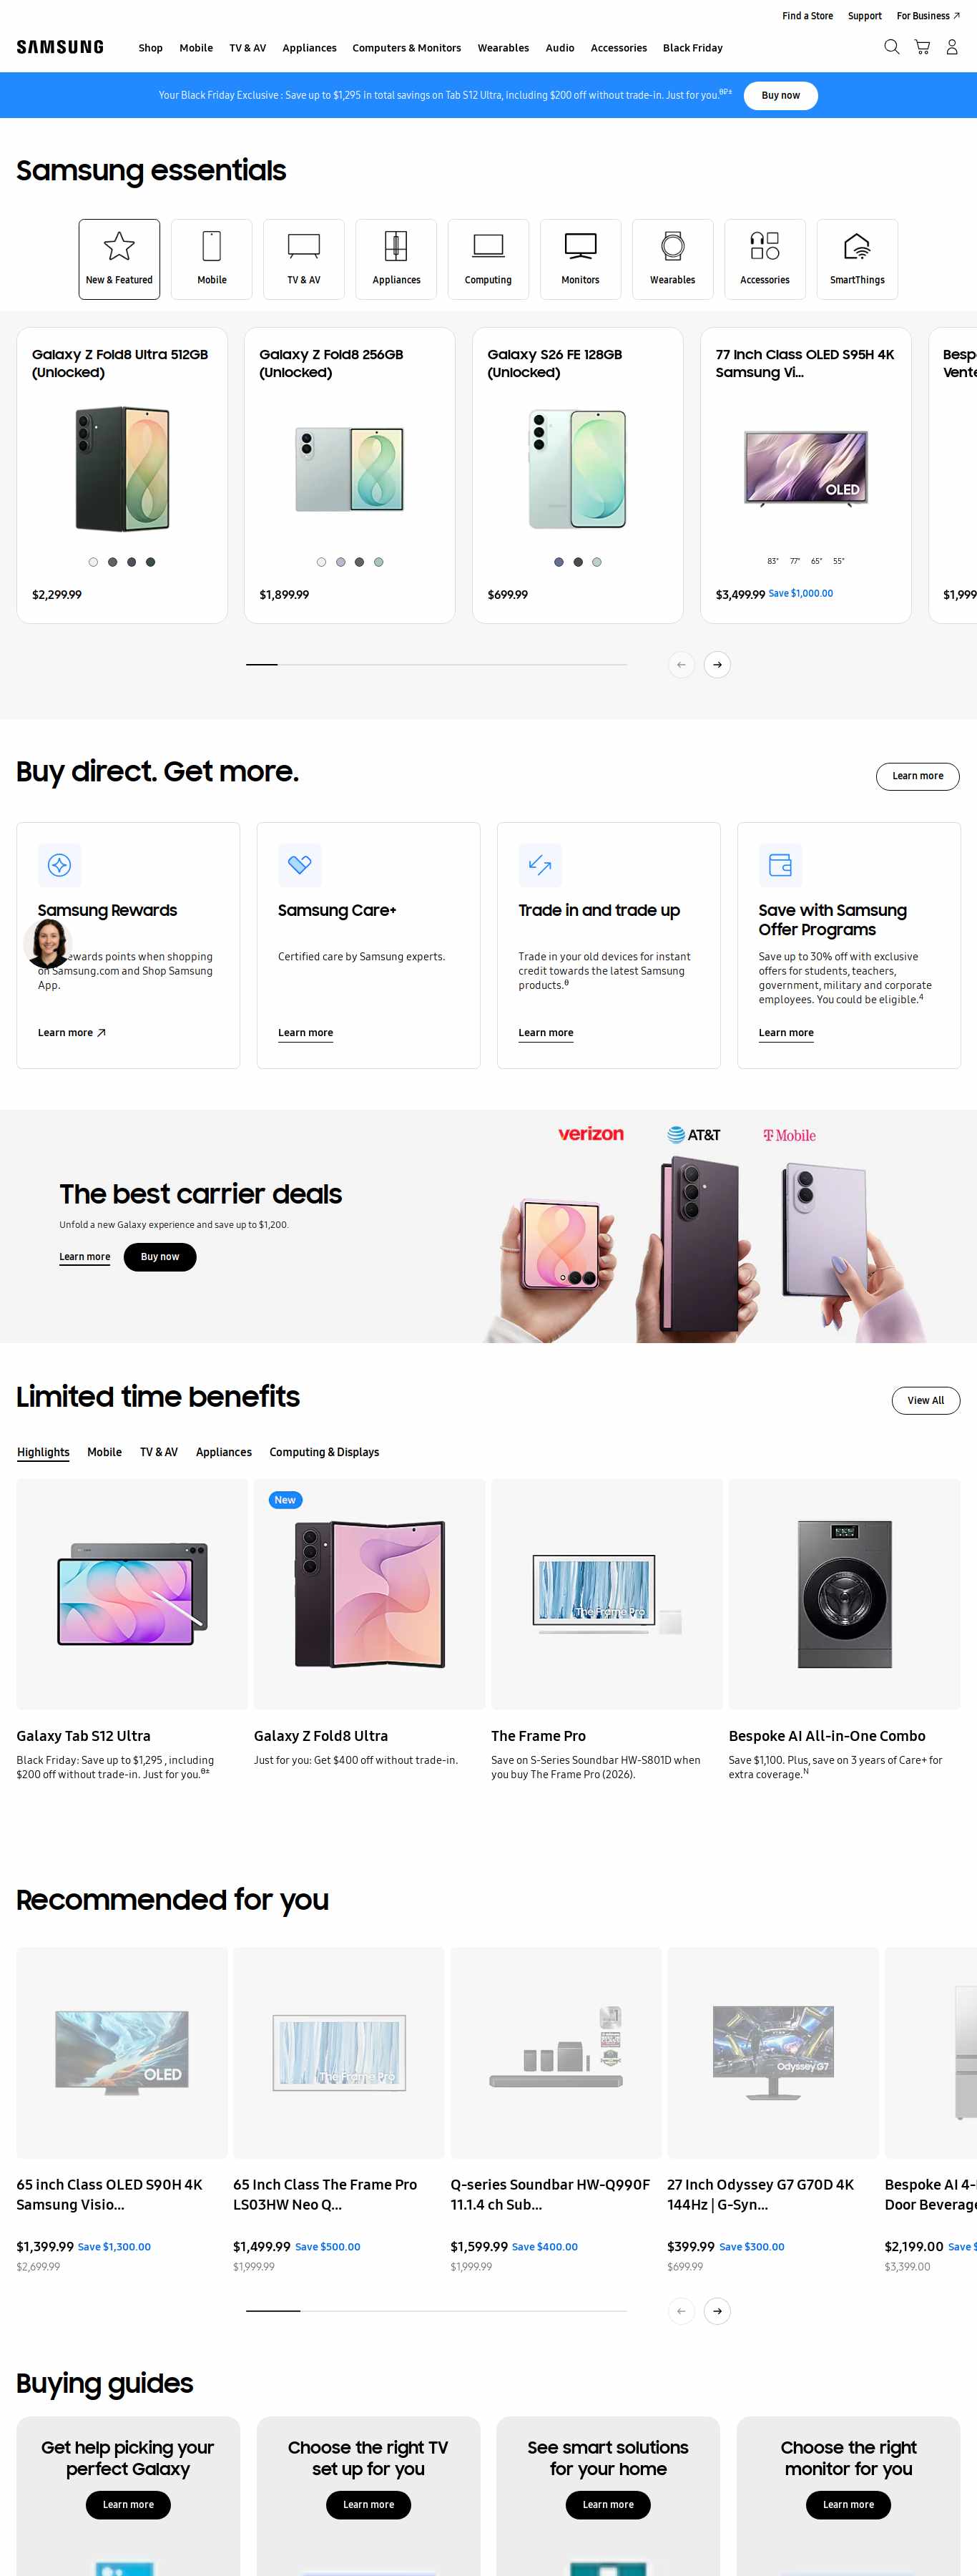 Find a Store Support For Business
SAMSUNG Shop Mobile TV & AV Appliances Computers & Monitors Wearables Audio Accessories Black Friday
Your Black Friday Exclusive : Save up to $1,295 in total savings on Tab S12 Ultra, including $200 off without trade-in. Just for you. Buy now
Samsung essentials
New & Featured Mobile TV & AV Appliances Computing Monitors Wearables Accessories SmartThings
Galaxy Z Fold8 Ultra 512GB
(Unlocked)
$2,299.99
Galaxy Z Fold8 256GB
(Unlocked)
$1,899.99
Galaxy S26 FE 128GB
(Unlocked)
$699.99
77 Inch Class OLED S95H 4K
Samsung Vi...
OLED
83" 77" 65" 55"
$3,499.99 Save $1,000.00
Besp
Vente
$1,999
Buy direct. Get more.
Learn more
Samsung Rewards
ewards points when shopping
on Samsung.com and Shop Samsung
App.
Learn more
Samsung Care+
Certified care by Samsung experts.
Learn more
Trade in and trade up
Trade in your old devices for instant
credit towards the latest Samsung
products.θ
Learn more
Save with Samsung
Offer Programs
Save up to 30% off with exclusive
offers for students, teachers,
government, military and corporate
employees. You could be eligible.4
Learn more
verizon AT&T T Mobile
The best carrier deals
Unfold a new Galaxy experience and save up to $1,200.
Learn more Buy now
Limited time benefits
View All
Highlights Mobile TV & AV Appliances Computing & Displays
Galaxy Tab S12 Ultra
Black Friday: Save up to $1,295 , including
$200 off without trade-in. Just for you.θ±
New
Galaxy Z Fold8 Ultra
Just for you: Get $400 off without trade-in.
The Frame Pro
The Frame Pro
Save on S-Series Soundbar HW-S801D when
you buy The Frame Pro (2026).
Bespoke AI All-in-One Combo
Save $1,100. Plus, save on 3 years of Care+ for
extra coverage.N
Recommended for you
OLED
65 inch Class OLED S90H 4K
Samsung Visio...
$1,399.99 Save $1,300.00
$2,699.99
The Frame Pro
65 Inch Class The Frame Pro
LS03HW Neo Q...
$1,499.99 Save $500.00
$1,999.99
Q-series Soundbar HW-Q990F
11.1.4 ch Sub...
$1,599.99 Save $400.00
$1,999.99
Odyssey G7
27 Inch Odyssey G7 G70D 4K
144Hz | G-Syn...
$399.99 Save $300.00
$699.99
Bespoke AI 4-
Door Beverage
$2,199.00 Save $
$3,399.00
Buying guides
Get help picking your
perfect Galaxy
Learn more
Choose the right TV
set up for you
Learn more
See smart solutions
for your home
Learn more
Choose the right
monitor for you
Learn more